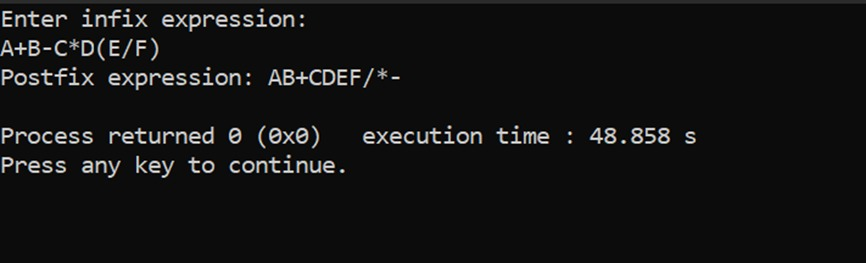 Enter infix expression:
A+B-C*D(E/F)
Postfix expression: AB+CDEF/*-
Process returned 0 (0x0)   execution time : 48.858 s
Press any key to continue.